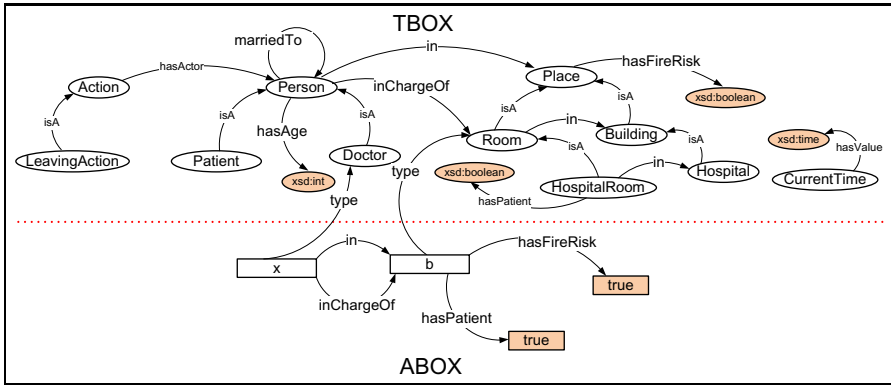 TBOX
marriedTo
in
hasActor
hasFireRisk
Action
Person
inChargeOf
Place
xsd:boolean
isA
isA
isA
hasAge
isA
isA
Room
in
Building
xsd:time
hasValue
LeavingAction
Patient
Doctor
type
isA
in
isA
xsd:int
xsd:boolean
Hospital
CurrentTime
HospitalRoom
hasPatient
type
in
hasFireRisk
x
b
inChargeOf
true
hasPatient
true
ABOX